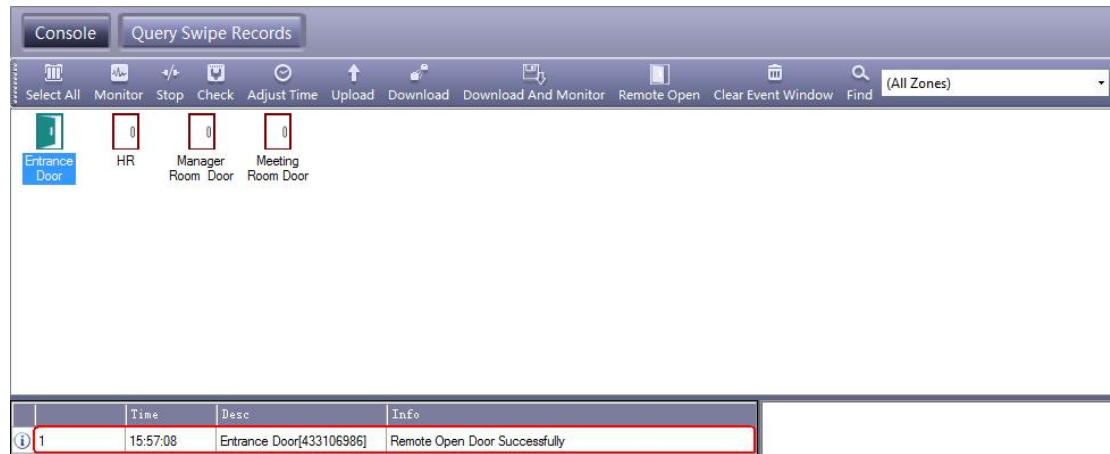 Console Query Swipe Records
Select All Monitor Stop Check Adjust Time Upload Download Download And Monitor Remote Open Clear Event Window Find (All Zones)
Entrance Door
HR
Manager Room Door
Meeting Room Door
Time Desc Info
1 15:57:08 Entrance Door[433106986] Remote Open Door Successfully